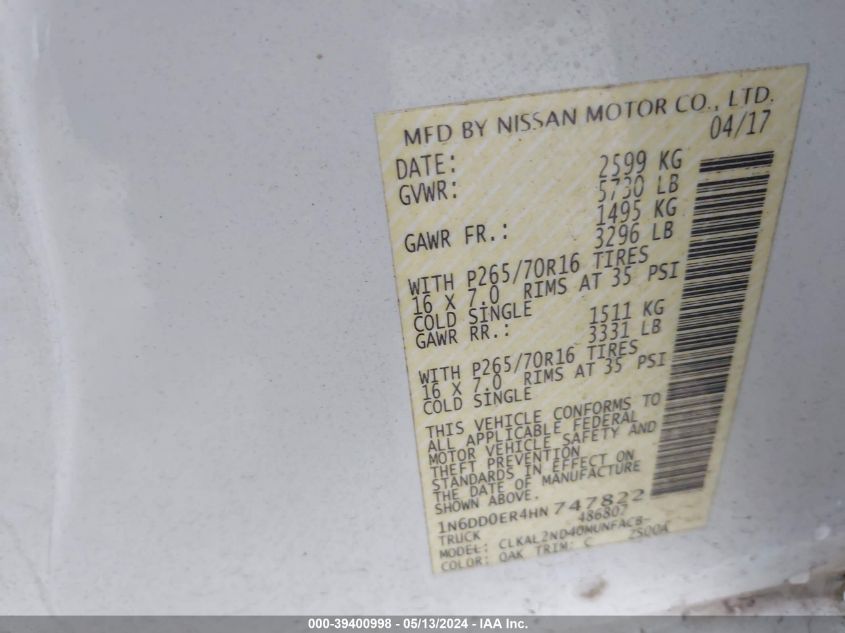 MFD BY NISSAN MOTOR CO., LTD.
DATE: 04/17
GVWR: 2599 KG
5730 LB
GAWR FR.: 1495 KG
3296 LB
WITH P265/70R16 TIRES
16 X 7.0 RIMS AT 35 PSI
COLD SINGLE
GAWR RR.: 1511 KG
3331 LB
WITH P265/70R16 TIRES
16 X 7.0 RIMS AT 35 PSI
COLD SINGLE
THIS VEHICLE CONFORMS TO
ALL APPLICABLE FEDERAL
MOTOR VEHICLE SAFETY AND
THEFT PREVENTION
STANDARDS IN EFFECT ON
THE DATE OF MANUFACTURE
SHOWN ABOVE.
1N6DD0ER4HN747822
TRUCK 486807
MODEL: CLKAL2ND40MUNFACB-
COLOR: QAK TRIM: C 2S00A
000-39400998 - 05/13/2024 - IAA Inc.